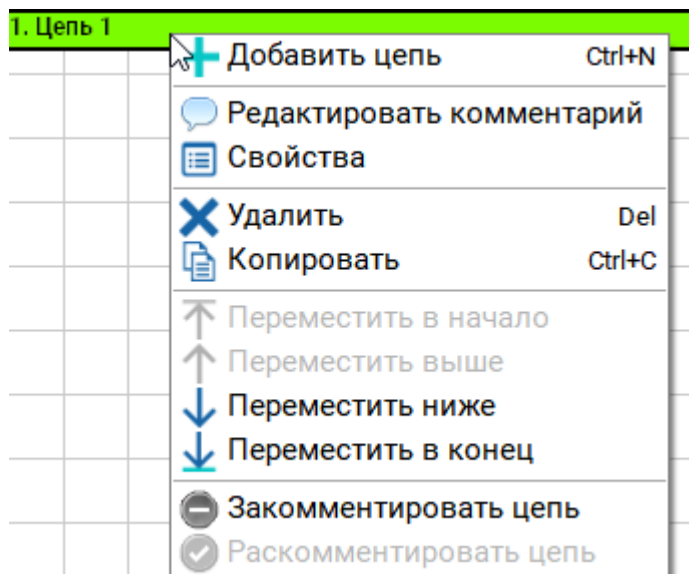 1. Цепь 1
Добавить цепь Ctrl+N
Редактировать комментарий
Свойства
Удалить Del
Копировать Ctrl+C
Переместить в начало
Переместить выше
Переместить ниже
Переместить в конец
Закомментировать цепь
Раскомментировать цепь